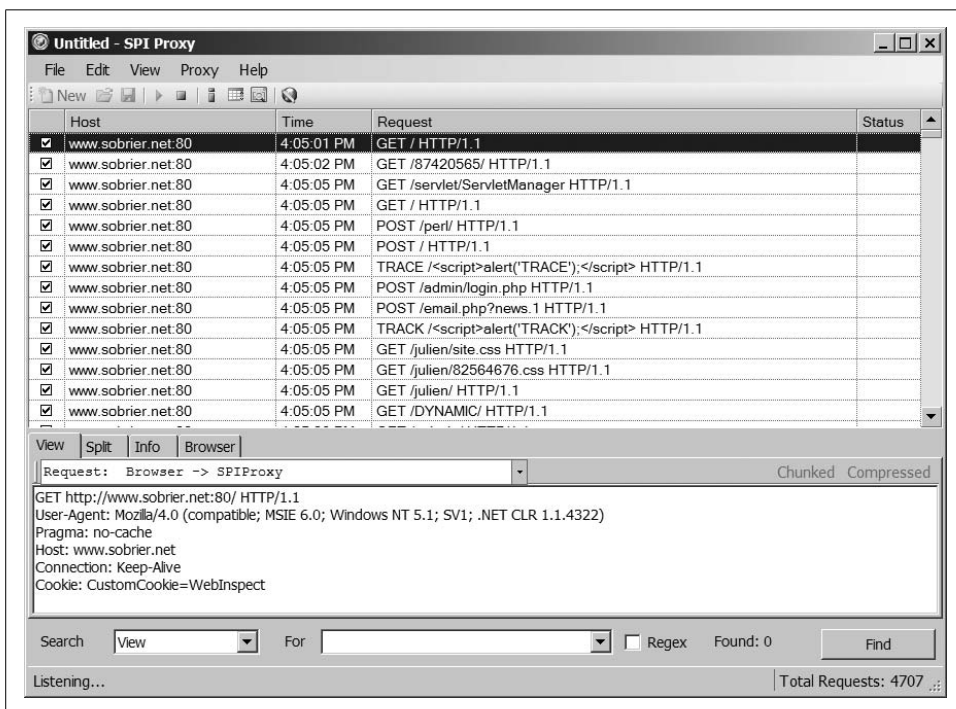 Untitled - SPI Proxy
File Edit View Proxy Help
New
Host Time Request Status
www.sobrier.net:80 4:05:01 PM GET / HTTP/1.1
www.sobrier.net:80 4:05:02 PM GET /87420565/ HTTP/1.1
www.sobrier.net:80 4:05:05 PM GET /servlet/ServletManager HTTP/1.1
www.sobrier.net:80 4:05:05 PM GET / HTTP/1.1
www.sobrier.net:80 4:05:05 PM POST /perl/ HTTP/1.1
www.sobrier.net:80 4:05:05 PM POST / HTTP/1.1
www.sobrier.net:80 4:05:05 PM TRACE /<script>alert('TRACE');</script> HTTP/1.1
www.sobrier.net:80 4:05:05 PM POST /admin/login.php HTTP/1.1
www.sobrier.net:80 4:05:05 PM POST /email.php?news.1 HTTP/1.1
www.sobrier.net:80 4:05:05 PM TRACK /<script>alert('TRACK');</script> HTTP/1.1
www.sobrier.net:80 4:05:05 PM GET /julien/site.css HTTP/1.1
www.sobrier.net:80 4:05:05 PM GET /julien/82564676.css HTTP/1.1
www.sobrier.net:80 4:05:05 PM GET /julien/ HTTP/1.1
www.sobrier.net:80 4:05:05 PM GET /DYNAMIC/ HTTP/1.1
View Split Info Browser
Request: Browser -> SPIProxy Chunked Compressed
GET http://www.sobrier.net:80/ HTTP/1.1
User-Agent: Mozilla/4.0 (compatible; MSIE 6.0; Windows NT 5.1; SV1; .NET CLR 1.1.4322)
Pragma: no-cache
Host: www.sobrier.net
Connection: Keep-Alive
Cookie: CustomCookie=WebInspect
Search View For Regex Found: 0 Find
Listening... Total Requests: 4707